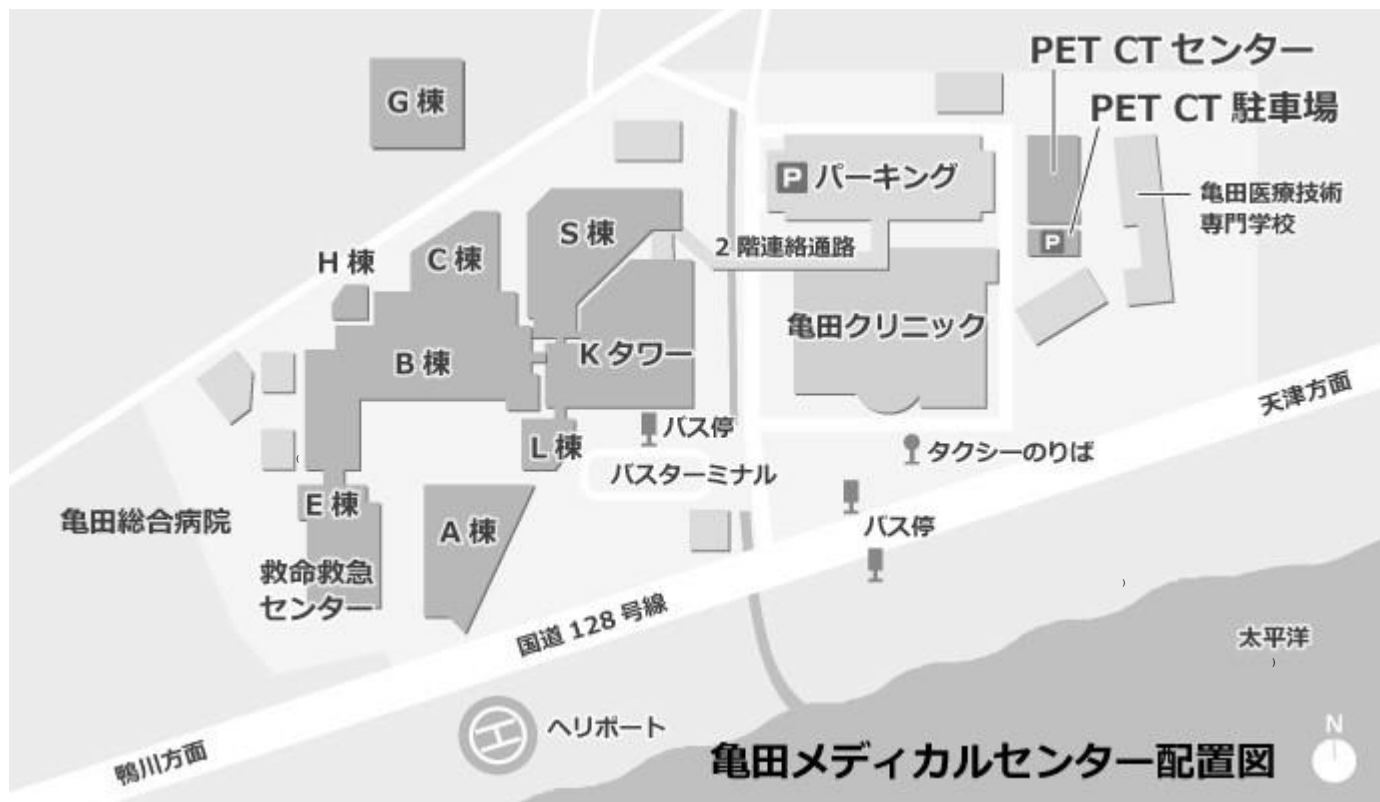 PET CT センター
PET CT 駐車場
G 棟
P パーキング
亀田医療技術
専門学校
S 棟
2 階連絡通路
P
H 棟
C 棟
亀田クリニック
K タワー
B 棟
天津方面
バス停
L 棟
タクシーのりば
バスターミナル
E 棟
亀田総合病院
A 棟
バス停
救命救急
センター
国道 128 号線
太平洋
H
ヘリポート
鴨川方面
亀田メディカルセンター配置図
N